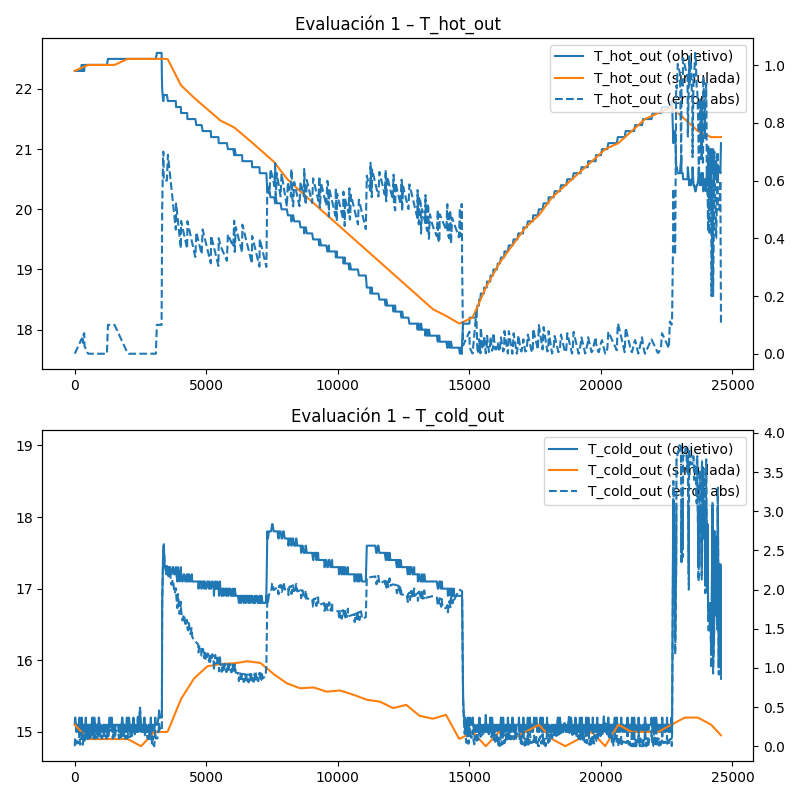 Evaluación 1 – T_hot_out
T_hot_out (objetivo)
T_hot_out (simulada)
T_hot_out (error abs)
22
21
20
19
18
1.0
0.8
0.6
0.4
0.2
0.0
0 5000 10000 15000 20000 25000
Evaluación 1 – T_cold_out
T_cold_out (objetivo)
T_cold_out (simulada)
T_cold_out (error abs)
19
18
17
16
15
4.0
3.5
3.0
2.5
2.0
1.5
1.0
0.5
0.0
0 5000 10000 15000 20000 25000